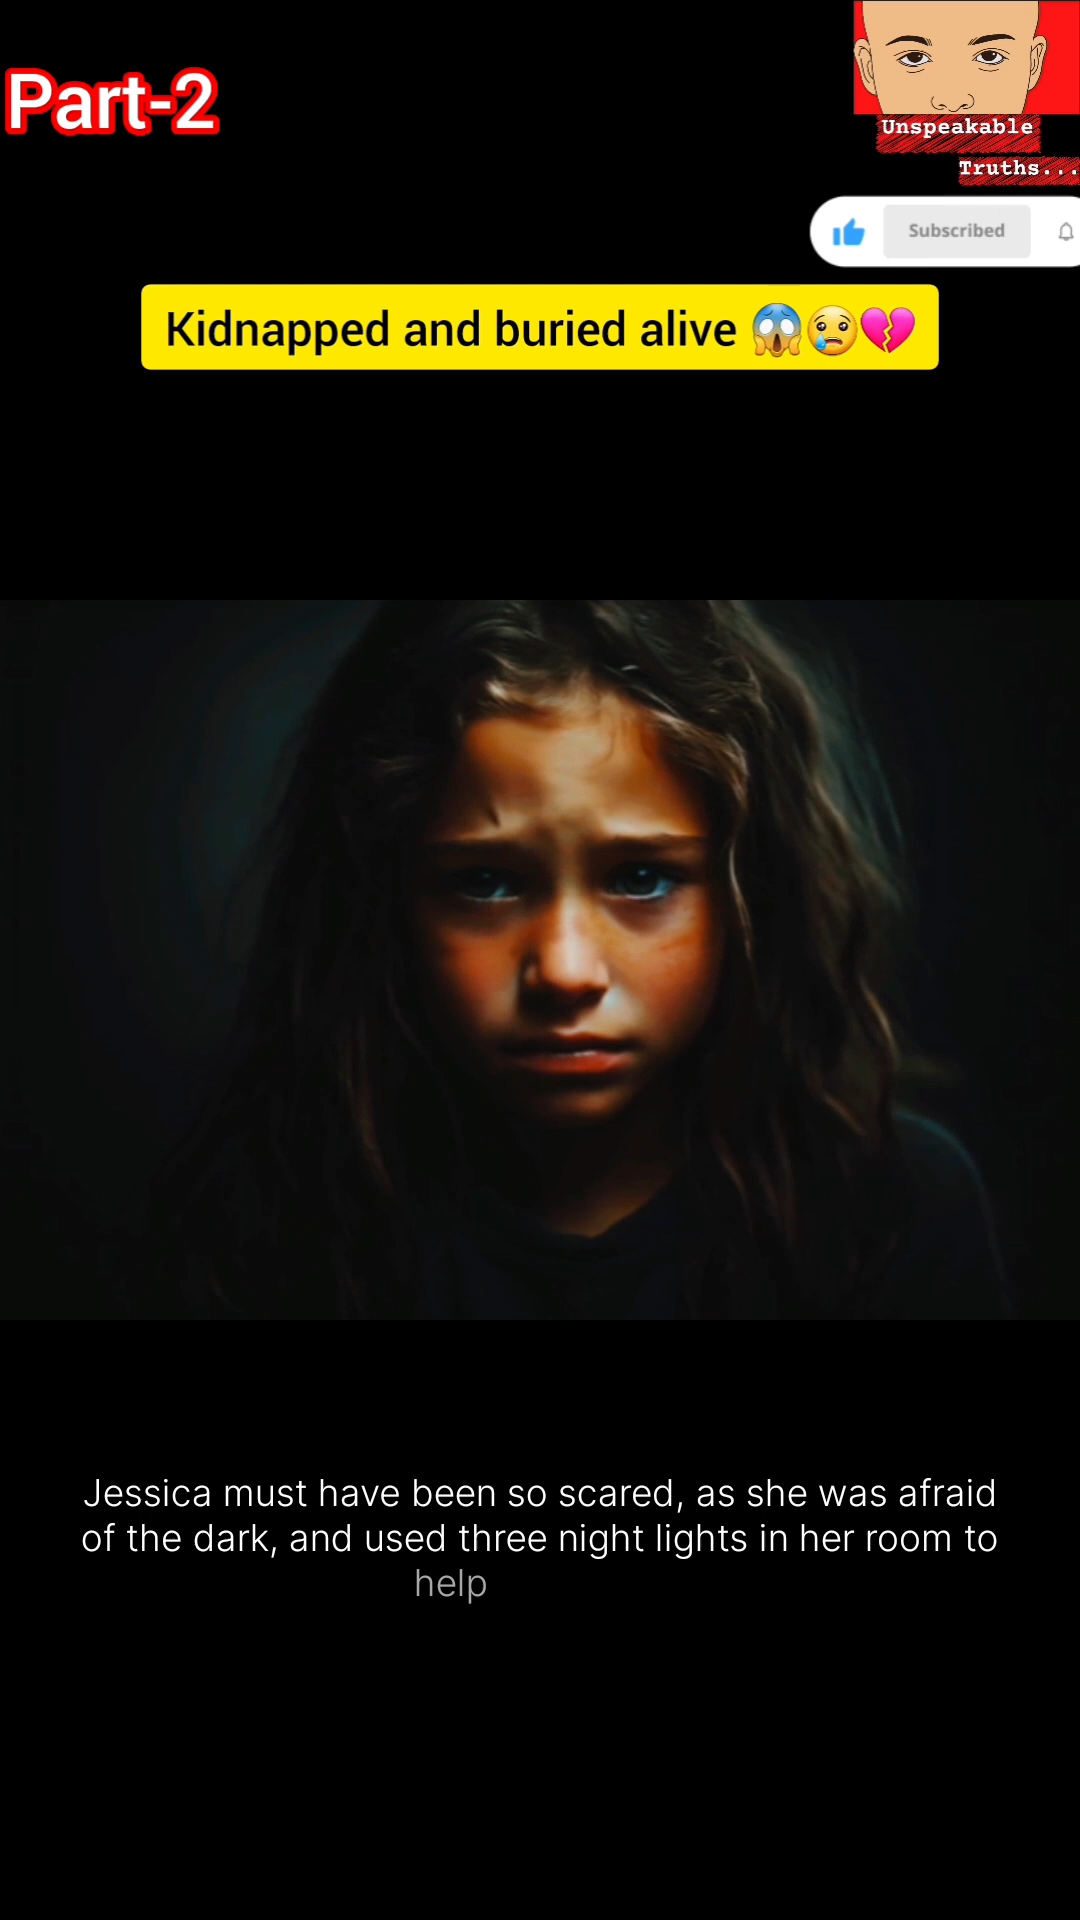 Part-2
Unspeakable
Truths...
Subscribed
Kidnapped and buried alive 😱😢💔
Jessica must have been so scared, as she was afraid
of the dark, and used three night lights in her room to
help